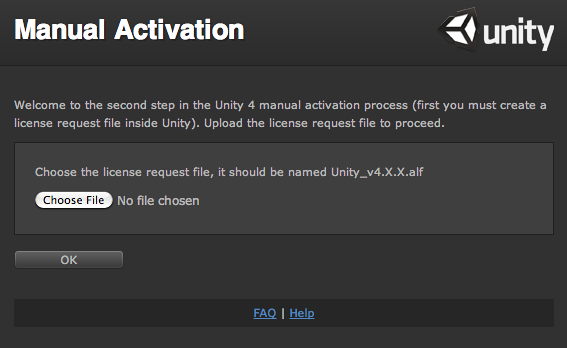 Manual Activation
unity
Welcome to the second step in the Unity 4 manual activation process (first you must create a
license request file inside Unity). Upload the license request file to proceed.
Choose the license request file, it should be named Unity_v4.X.X.alf
Choose File No file chosen
OK
FAQ | Help